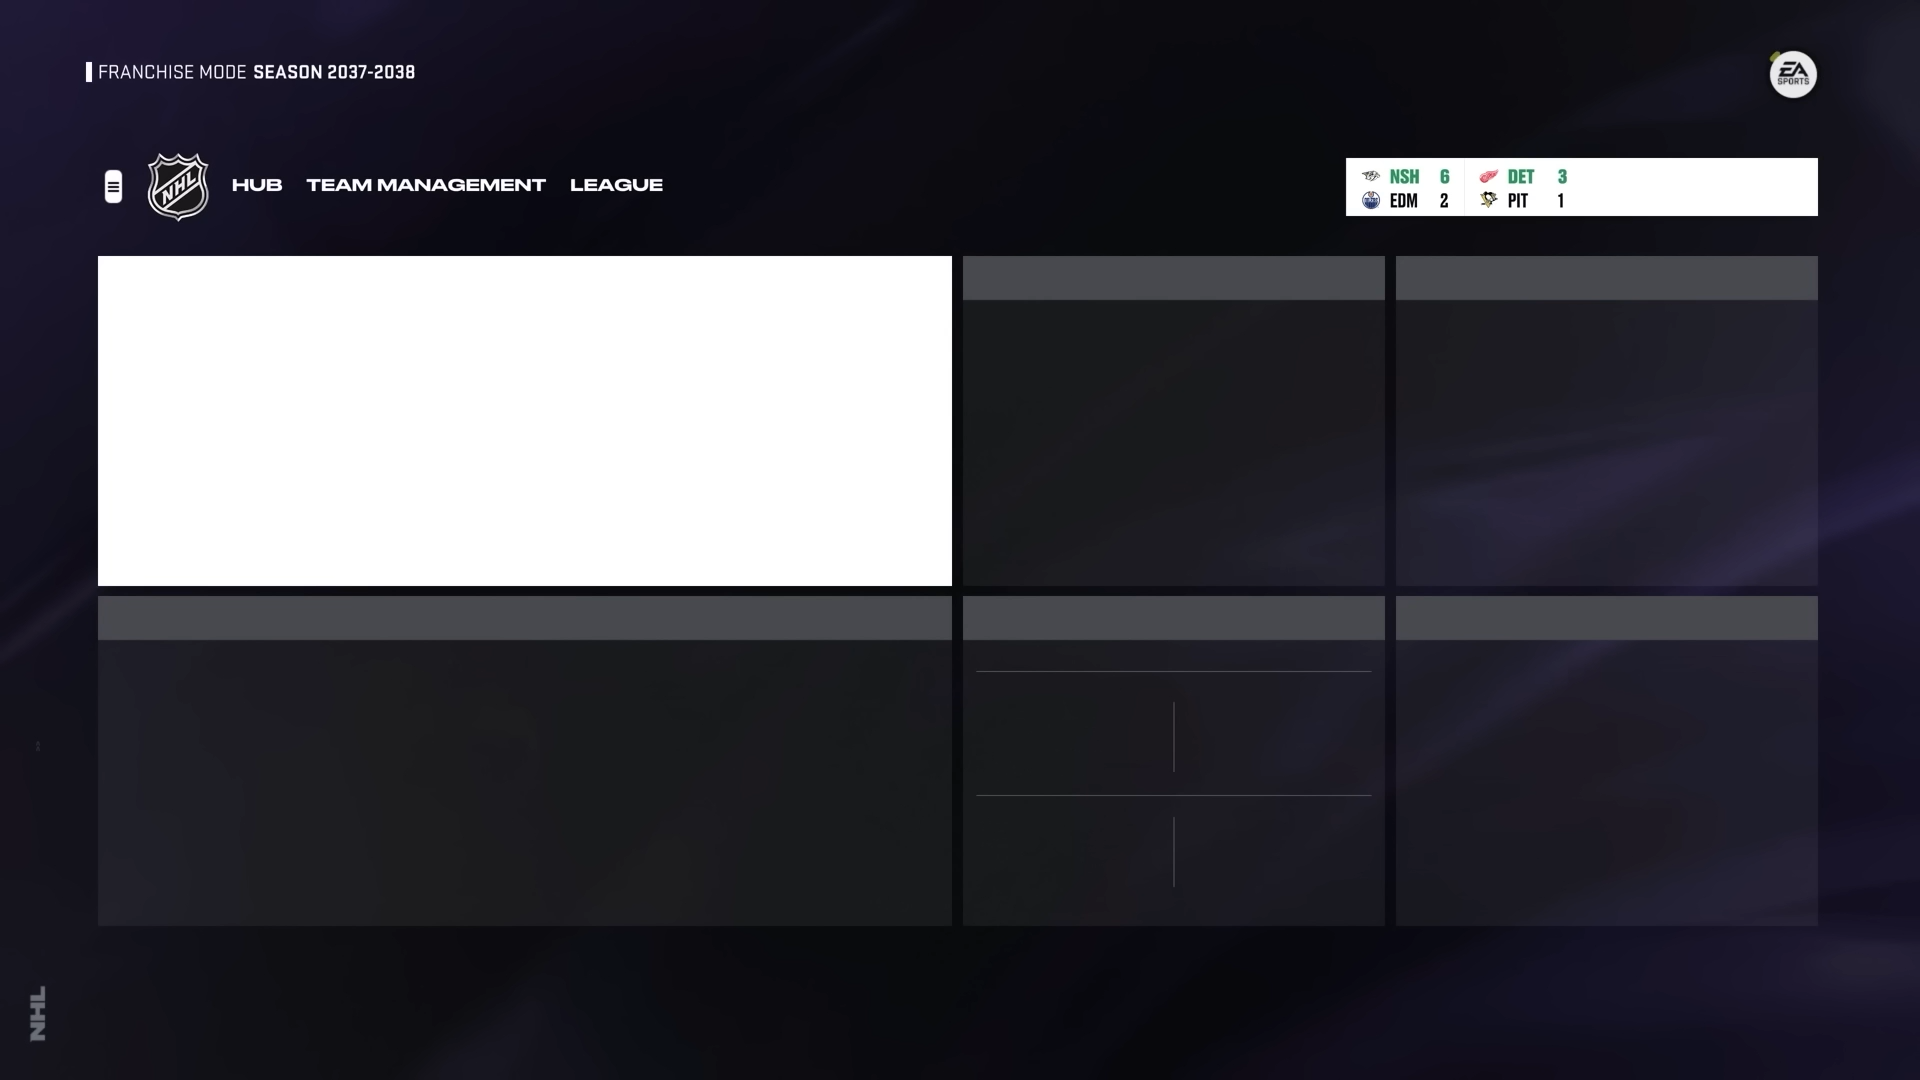 FRANCHISE MODE SEASON 2037-2038
EA
SPORTS
NHL
HUB TEAM MANAGEMENT LEAGUE
NSH 6
EDM 2
DET 3
PIT 1
NHL